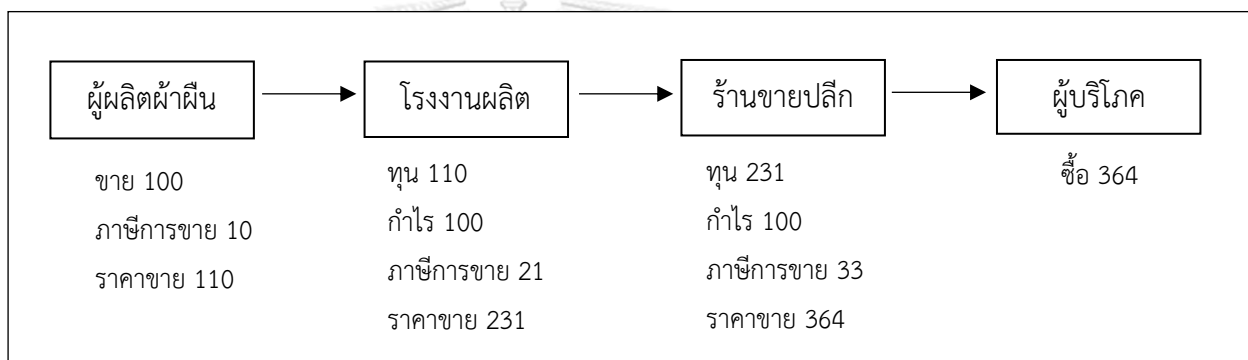 ผู้ผลิตผ้าผืน
โรงงานผลิต
ร้านขายปลีก
ผู้บริโภค
ขาย 100
ภาษีการขาย 10
ราคาขาย 110
ทุน 110
กำไร 100
ภาษีการขาย 21
ราคาขาย 231
ทุน 231
กำไร 100
ภาษีการขาย 33
ราคาขาย 364
ซื้อ 364